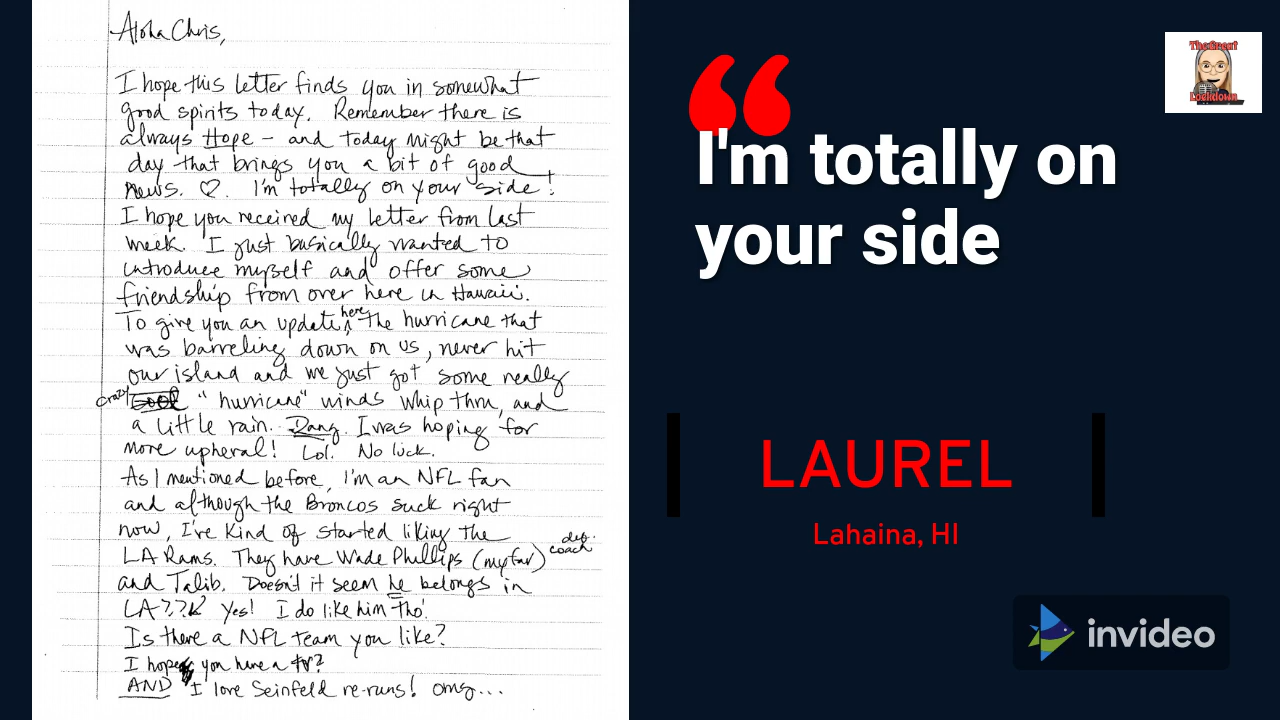 Aloha Chris,
I hope this letter finds you in somewhat
good spirits today. Remember there is
always Hope - and today might be that
day that brings you a bit of good
news. ♡. I'm totally on your side!
I hope you received my letter from last
week. I just basically wanted to
introduce myself and offer some
friendship from over here in Hawaii.
To give you an update here, The hurricane that
was barreling down on us, never hit
our island and we just got some really
crazy "hurricane" winds whip thru, and
a little rain. Dang. I was hoping for
more upheral! Lol. No luck.
As I mentioned before, I'm an NFL fan
and although the Broncos suck right
now, I've kind of started liking the
LA Rams. They have Wade Phillips (my fav) def. coach
and Talib. Doesn't it seem he belongs in
LA??? Yes! I do like him tho!
Is there a NFL team you like?
I hope you have a tv?
AND I love Seinfeld re-runs! omg...
TheGreat
Lockdown
“
I'm totally on
your side
LAUREL
Lahaina, HI
invideo